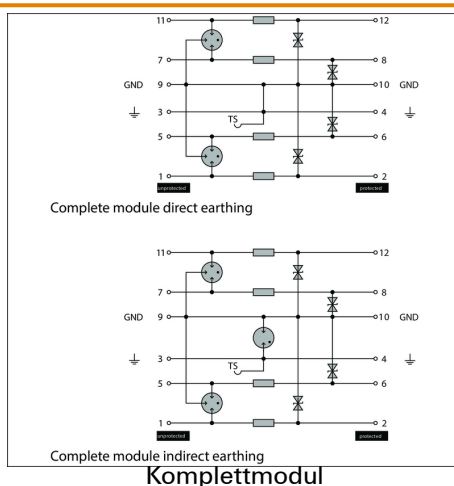 11 12
7 8
GND 9 10 GND
3 4
TS
5 6
1 2
unprotected protected
Complete module direct earthing
11 12
7 8
GND 9 10 GND
3 4
TS
5 6
1 2
unprotected protected
Complete module indirect earthing
Komplettmodul